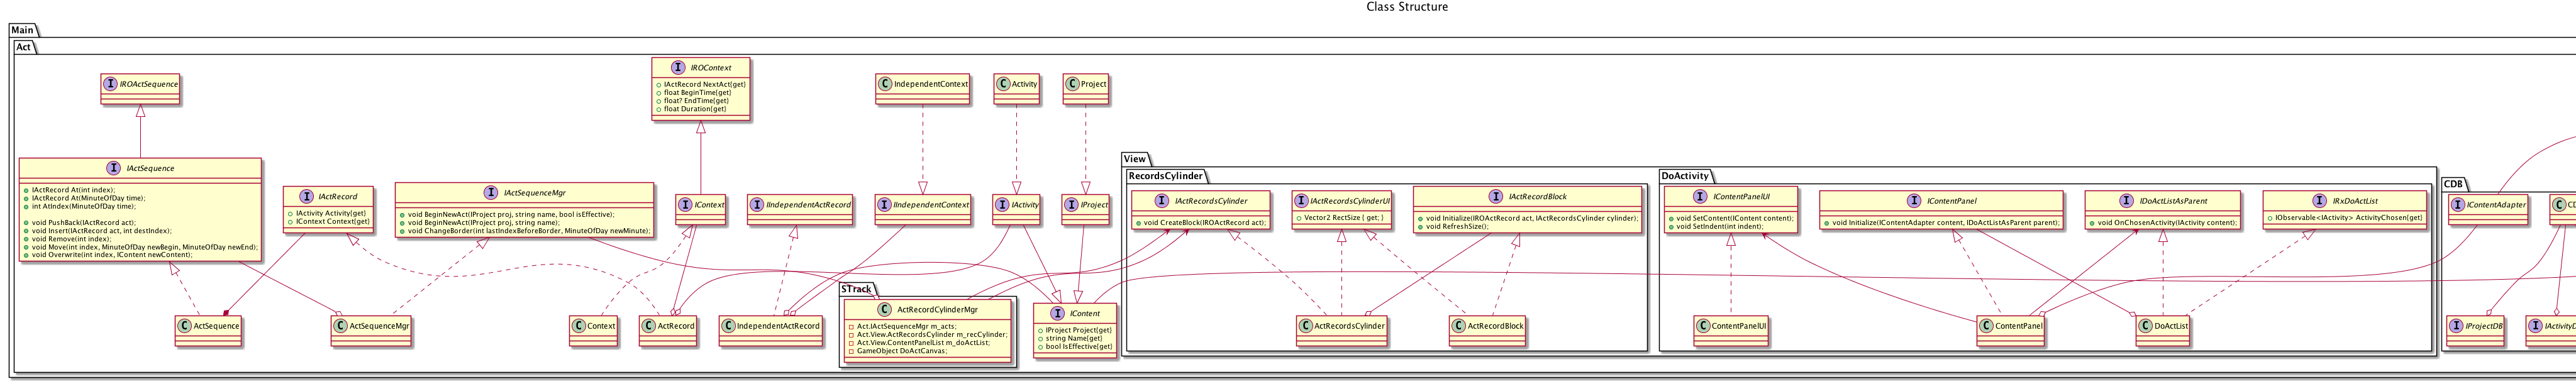 Class Structure
Main
Act
IROActSequence
IROContext
IActRecord NextAct{get}
float BeginTime{get}
float? EndTime{get}
float Duration{get}
IndependentContext
Activity
Project
IActSequence
IActRecord At(int index);
IActRecord At(MinuteOfDay time);
int AtIndex(MinuteOfDay time);
void PushBack(IActRecord act);
void Insert(IActRecord act, int destIndex);
void Remove(int index);
void Move(int index, MinuteOfDay newBegin, MinuteOfDay newEnd);
void Overwrite(int index, IContent newContent);
IActRecord
IActivity Activity{get}
IContext Context{get}
IActSequenceMgr
void BeginNewAct(IProject proj, string name, bool isEffective);
void BeginNewAct(IProject proj, string name);
void ChangeBorder(int lastIndexBeforeBorder, MinuteOfDay newMinute);
IContext
IIndependentActRecord
IIndependentContext
IActivity
IProject
View
RecordsCylinder
IActRecordsCylinder
void CreateBlock(IROActRecord act);
IActRecordsCylinderUI
Vector2 RectSize { get; }
IActRecordBlock
void Initialize(IROActRecord act, IActRecordsCylinder cylinder);
void RefreshSize();
DoActivity
IContentPanelUI
void SetContent(IContent content);
void SetIndent(int indent);
IContentPanel
void Initialize(IContentAdapter content, IDoActListAsParent parent);
IDoActListAsParent
void OnChosenActivity(IActivity content);
IRxDoActList
IObservable<IActivity> ActivityChosen{get}
CDB
IContentAdapter
ActSequence
ActSequenceMgr
Context
ActRecord
IndependentActRecord
STrack
ActRecordCylinderMgr
Act.IActSequenceMgr m_acts;
Act.View.ActRecordsCylinder m_recCylinder;
Act.View.ContentPanelList m_doActList;
GameObject DoActCanvas;
IContent
IProject Project{get}
string Name{get}
bool IsEffective{get}
ActRecordsCylinder
ActRecordBlock
ContentPanelUI
ContentPanel
DoActList
IProjectDB